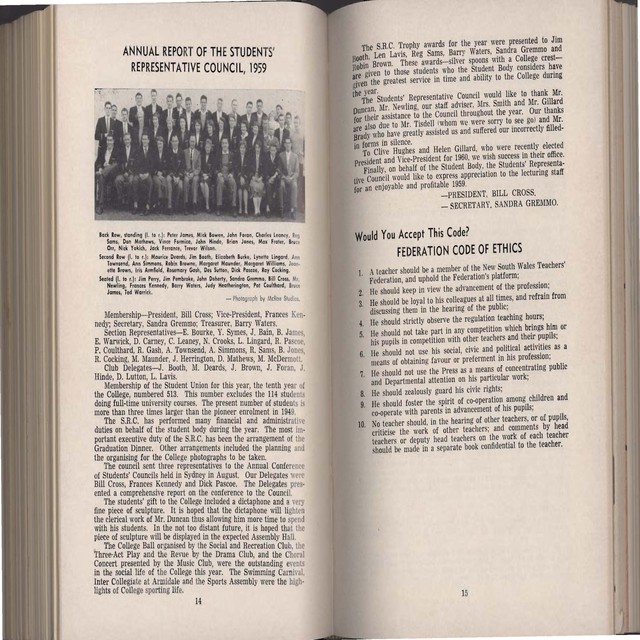 ANNUAL REPORT OF THE STUDENTS'
REPRESENTATIVE COUNCIL, 1959
Back Row, standing (l. to r.): Peter James, Mick Bowen, John Foran, Charles Leance, Reg
Sams, Dan Mathews, Vince Formica, John Hinde, Brian Jones, Max Frater, Bruce
Orr, Nick Yakich, Jack Ferrance, Trevor Wilson.
Second Row (l. to r.): Maurice Deards, Jim Booth, Elizabeth Burke, Lynette Lingard, Ann
Townsend, Ann Simmons, Robin Browne, Margaret Maunder, Margaret Williams, Jean-
ette Brown, Iris Armfield, Rosemary Gash, Des Sutton, Dick Pascoe, Ray Cocking.
Seated (l. to r.): Jim Perry, Jim Pembroke, John Doherty, Sandra Gremmo, Bill Cross, Mr.
Newling, Frances Kennedy, Barry Waters, Judy Heatherington, Pat Coulthard, Bruce
James, Ted Warrick.
— Photograph by McRae Studios.
Membership—President, Bill Cross; Vice-President, Frances Ken-
nedy; Secretary, Sandra Gremmo; Treasurer, Barry Waters.
Section Representatives—E. Bourke, Y. Symes, J. Bain, B. James,
E. Warwick, D. Carney, C. Leaney, N. Crooks, L. Lingard, R. Pascoe,
P. Coulthard, R. Gash, A. Townsend, A. Simmons, R. Sams, B. Jones,
R. Cocking, M. Maunder, J. Herrington, D. Mathews, M. McDermott.
Club Delegates—J. Booth, M. Deards, J. Brown, J. Foran, J.
Hinde, D. Lutton, L. Lavis.
Membership of the Student Union for this year, the tenth year of
the College, numbered 513. This number excludes the 114 students
doing full-time university courses. The present number of students is
more than three times larger than the pioneer enrolment in 1949.
The S.R.C. has performed many financial and administrative
duties on behalf of the student body during the year. The most im-
portant executive duty of the S.R.C. has been the arrangement of the
Graduation Dinner. Other arrangements included the planning and
the organising for the College photographs to be taken.
The council sent three representatives to the Annual Conference
of Students' Councils held in Sydney in August. Our Delegates were
Bill Cross, Frances Kennedy and Dick Pascoe. The Delegates pres-
ented a comprehensive report on the conference to the Council.
The students' gift to the College included a dictaphone and a very
fine piece of sculpture. It is hoped that the dictaphone will lighten
the clerical work of Mr. Duncan thus allowing him more time to spend
with his students. In the not too distant future, it is hoped that the
piece of sculpture will be displayed in the expected Assembly Hall.
The College Ball organised by the Social and Recreation Club, the
Three-Act Play and the Revue by the Drama Club, and the Choral
Concert presented by the Music Club, were the outstanding events
in the social life of the College this year. The Swimming Carnival,
Inter Collegiate at Armidale and the Sports Assembly were the high-
lights of College sporting life.
14
The S.R.C. Trophy awards for the year were presented to Jim
Booth, Len Lavis, Reg Sams, Barry Waters, Sandra Gremmo and
Robin Brown. These awards—silver spoons with a College crest—
are given to those students who the Student Body considers have
given the greatest service in time and ability to the College during
the year.
The Students' Representative Council would like to thank Mr.
Duncan, Mr. Newling, our staff adviser, Mrs. Smith and Mr. Gillard
for their assistance to the Council throughout the year. Our thanks
are also due to Mr. Tisdell (whom we were sorry to see go) and Mr.
Brady who have greatly assisted us and suffered our incorrectly filled-
in forms in silence.
To Clive Hughes and Helen Gillard, who were recently elected
President and Vice-President for 1960, we wish success in their office.
Finally, on behalf of the Student Body, the Students' Representa-
tive Council would like to express appreciation to the lecturing staff
for an enjoyable and profitable 1959.
—PRESIDENT, BILL CROSS,
— SECRETARY, SANDRA GREMMO.
Would You Accept This Code?
FEDERATION CODE OF ETHICS
1. A teacher should be a member of the New South Wales Teachers'
Federation, and uphold the Federation's platform;
2. He should keep in view the advancement of the profession;
3. He should be loyal to his colleagues at all times, and refrain from
discussing them in the hearing of the public;
4. He should strictly observe the regulation teaching hours;
5. He should not take part in any competition which brings him or
his pupils in competition with other teachers and their pupils;
6. He should not use his social, civic and political activities as a
means of obtaining favour or preferment in his profession;
7. He should not use the Press as a means of concentrating public
and Departmental attention on his particular work;
8. He should zealously guard his civic rights;
9. He should foster the spirit of co-operation among children and
co-operate with parents in advancement of his pupils;
10. No teacher should, in the hearing of other teachers, or of pupils,
criticise the work of other teachers; and comments by head
teachers or deputy head teachers on the work of each teacher
should be made in a separate book confidential to the teacher.
15